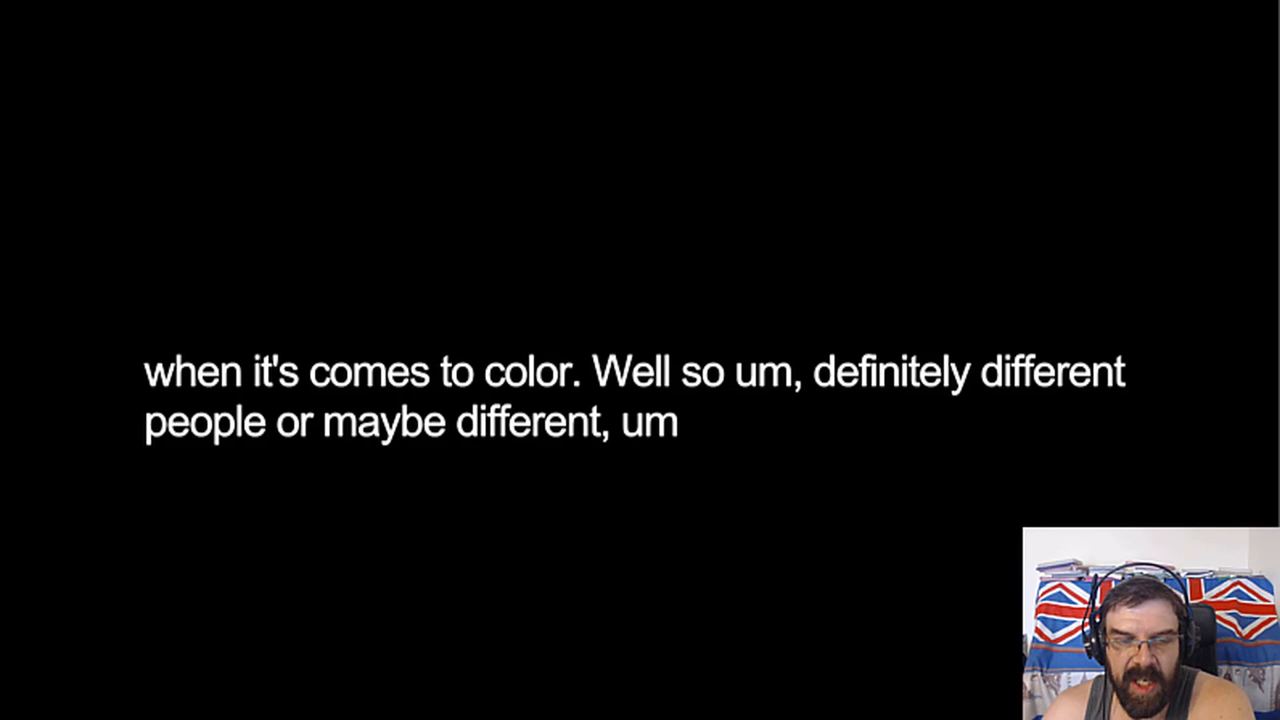 when it's comes to color. Well so um, definitely different
people or maybe different, um